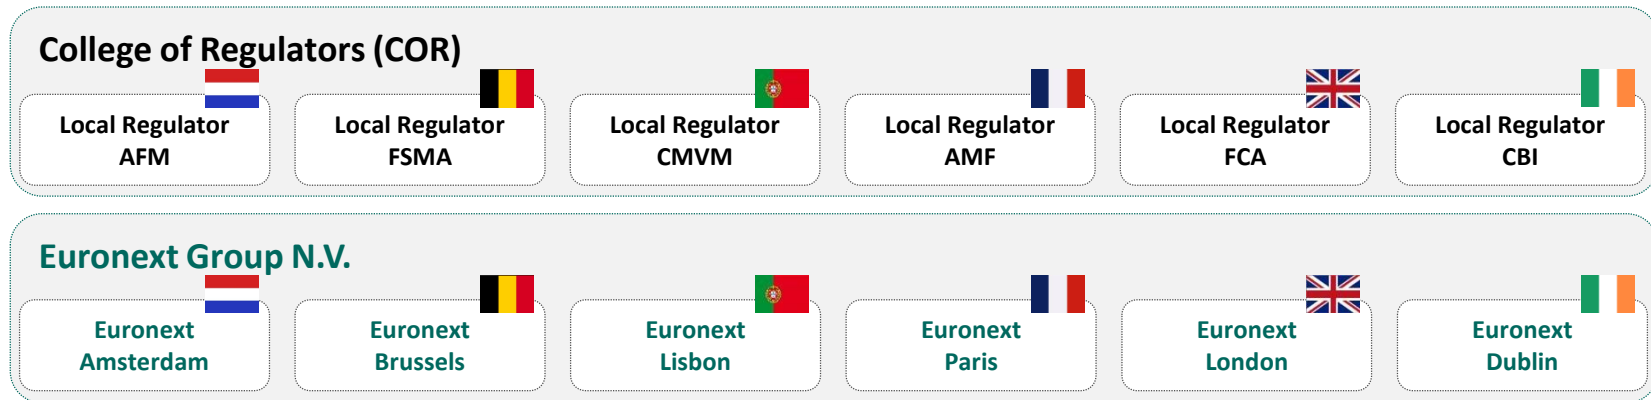 College of Regulators (COR)
Local Regulator
AFM
Local Regulator
FSMA
Local Regulator
CMVM
Local Regulator
AMF
Local Regulator
FCA
Local Regulator
CBI
Euronext Group N.V.
Euronext
Amsterdam
Euronext
Brussels
Euronext
Lisbon
Euronext
Paris
Euronext
London
Euronext
Dublin